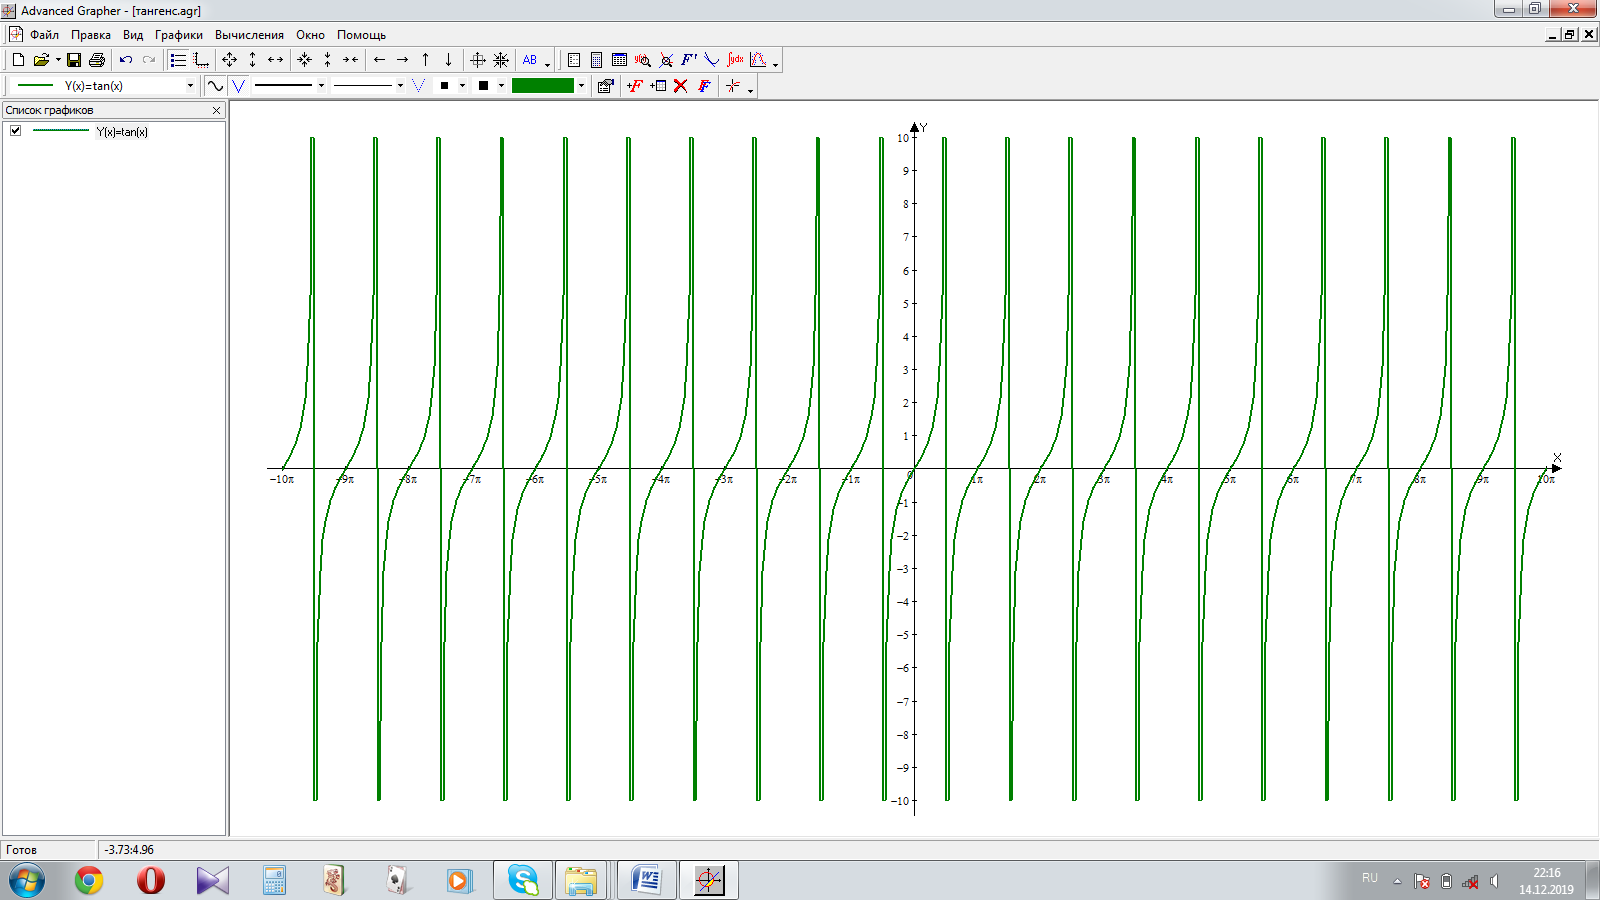 Advanced Grapher - [тангенс.agr]
Файл Правка Вид Графики Вычисления Окно Помощь
AB y(x) F' ∫ydx
Y(x)=tan(x) +F F
Список графиков
Y(x)=tan(x)
Y
10
9
8
7
6
5
4
3
2
1
X
−10π −9π −8π −7π −6π −5π −4π −3π −2π −1π 0 1π 2π 3π 4π 5π 6π 7π 8π 9π 10π
−1
−2
−3
−4
−5
−6
−7
−8
−9
−10
Готов -3.73:4.96
RU 22:16
14.12.2019